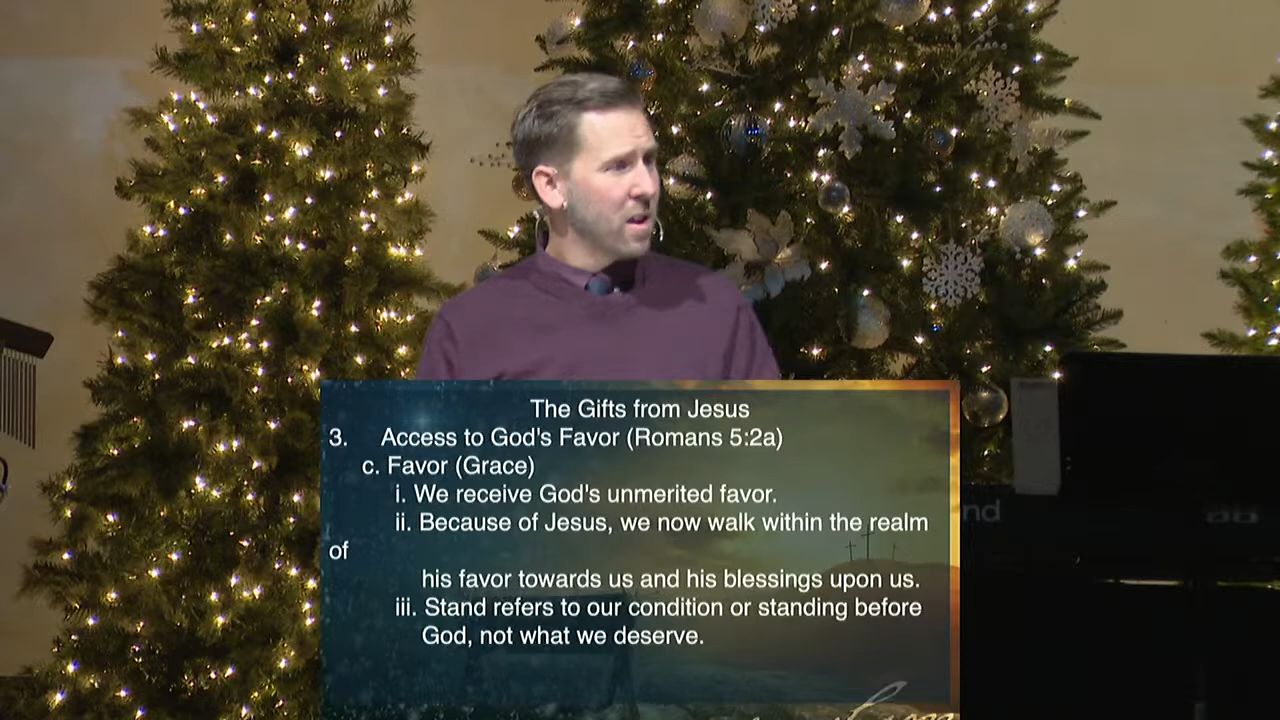 The Gifts from Jesus
3. Access to God's Favor (Romans 5:2a)
c. Favor (Grace)
i. We receive God's unmerited favor.
ii. Because of Jesus, we now walk within the realm
of
his favor towards us and his blessings upon us.
iii. Stand refers to our condition or standing before
God, not what we deserve.
nd
88